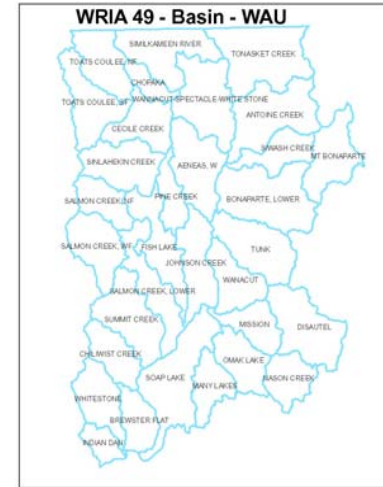 WRIA 49 - Basin - WAU
SIMILKAMEEN RIVER
TONASKET CREEK
TOATS COULEE, NF
CHOPAKA
TOATS COULEE, SF
WANNACUT-SPECTACLE-WHITE STONE
ANTOINE CREEK
CECILE CREEK
SIWASH CREEK
MT BONAPARTE
SINLAHEKIN CREEK
AENEAS, W
SALMON CREEK, NF
PINE CREEK
BONAPARTE, LOWER
SALMON CREEK, WF
FISH LAKE
TUNK
JOHNSON CREEK
WANACUT
SALMON CREEK, LOWER
SUMMIT CREEK
MISSION
DISAUTEL
CHILIWIST CREEK
OMAK LAKE
SOAP LAKE
MANY LAKES
NASON CREEK
WHITESTONE
BREWSTER FLAT
INDIAN DAN